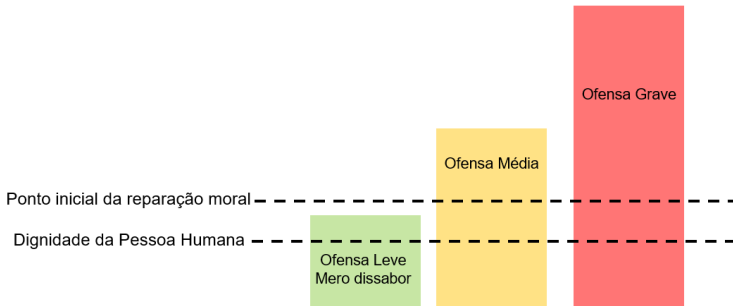 Ofensa Grave
Ofensa Média
Ponto inicial da reparação moral
Dignidade da Pessoa Humana
Ofensa Leve
Mero dissabor